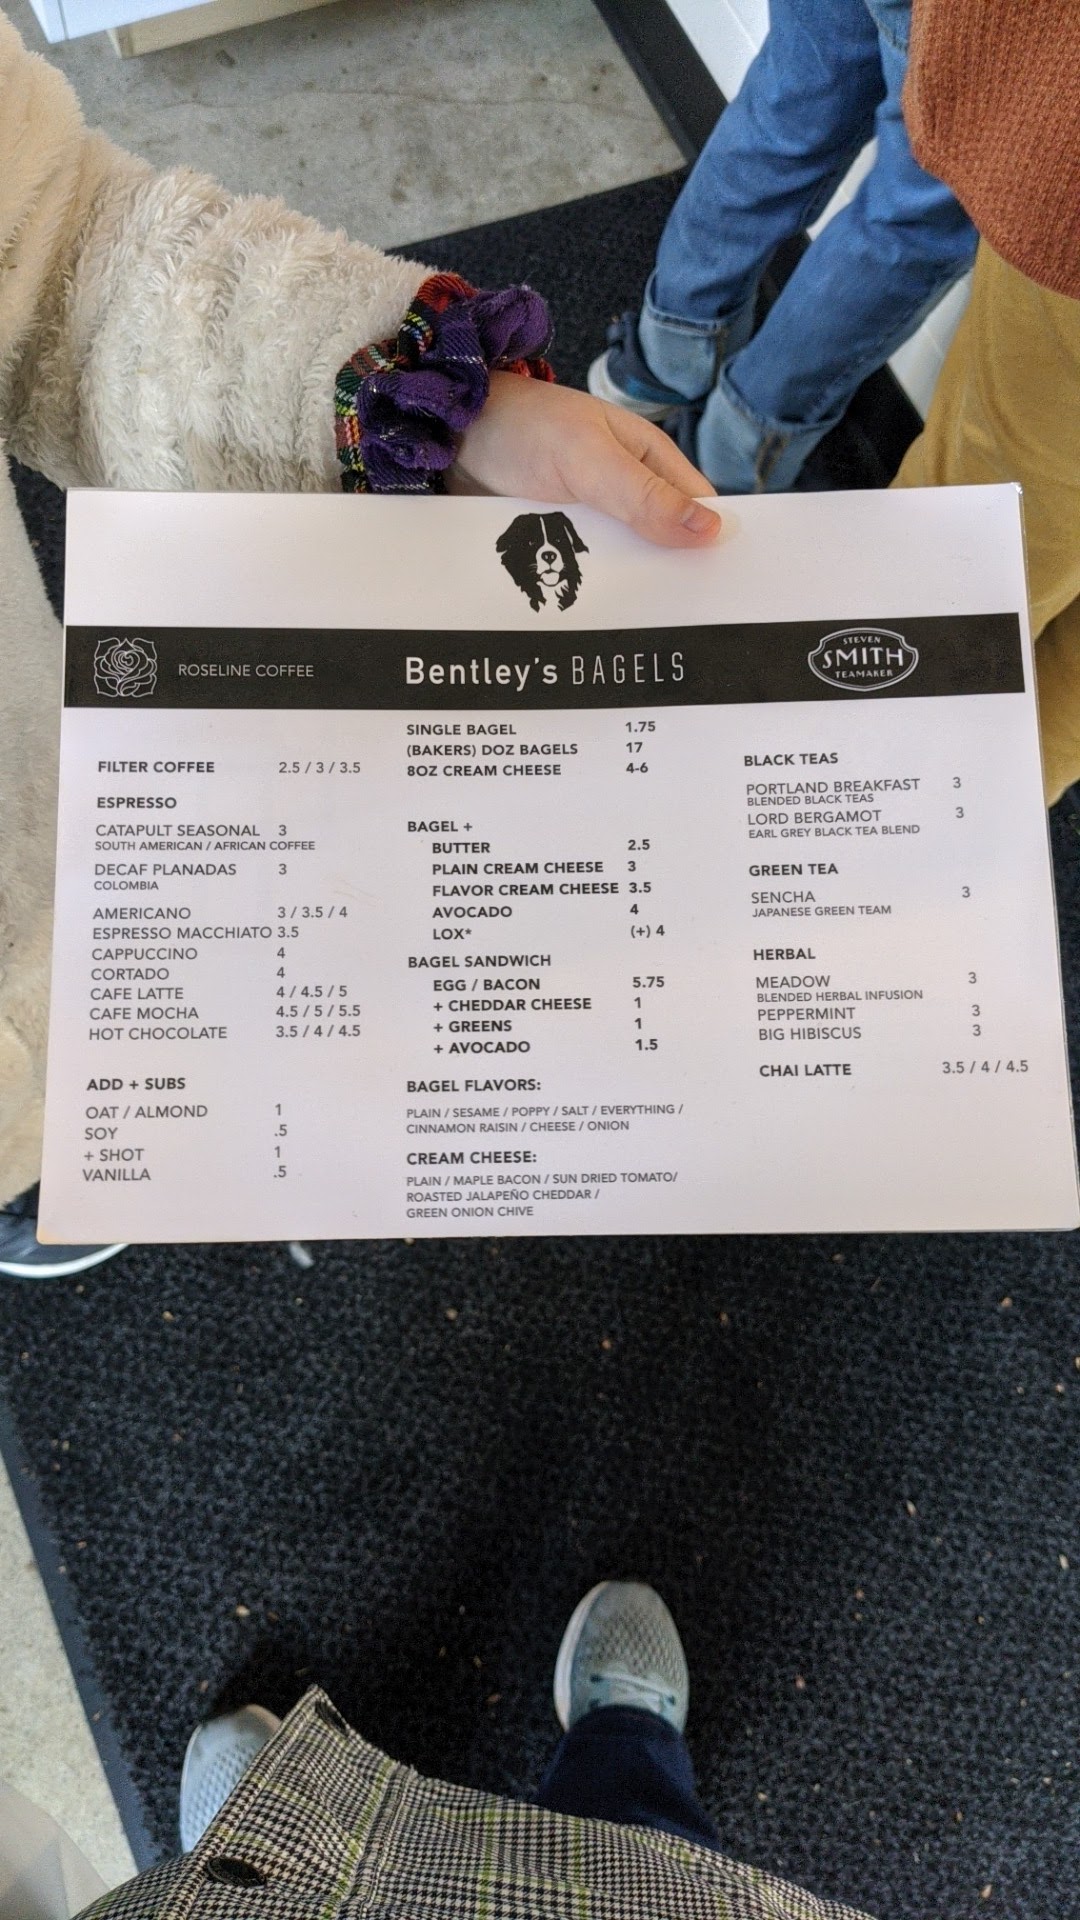 ROSELINE COFFEE
Bentley's BAGELS
STEVEN
SMITH
TEAMAKER
FILTER COFFEE 2.5 / 3 / 3.5
ESPRESSO
CATAPULT SEASONAL 3
SOUTH AMERICAN / AFRICAN COFFEE
DECAF PLANADAS 3
COLOMBIA
AMERICANO 3 / 3.5 / 4
ESPRESSO MACCHIATO 3.5
CAPPUCCINO 4
CORTADO 4
CAFE LATTE 4 / 4.5 / 5
CAFE MOCHA 4.5 / 5 / 5.5
HOT CHOCOLATE 3.5 / 4 / 4.5
ADD + SUBS
OAT / ALMOND 1
SOY .5
+ SHOT 1
VANILLA .5
SINGLE BAGEL 1.75
(BAKERS) DOZ BAGELS 17
8OZ CREAM CHEESE 4-6
BAGEL +
BUTTER 2.5
PLAIN CREAM CHEESE 3
FLAVOR CREAM CHEESE 3.5
AVOCADO 4
LOX* (+) 4
BAGEL SANDWICH
EGG / BACON 5.75
+ CHEDDAR CHEESE 1
+ GREENS 1
+ AVOCADO 1.5
BAGEL FLAVORS:
PLAIN / SESAME / POPPY / SALT / EVERYTHING /
CINNAMON RAISIN / CHEESE / ONION
CREAM CHEESE:
PLAIN / MAPLE BACON / SUN DRIED TOMATO/
ROASTED JALAPEÑO CHEDDAR /
GREEN ONION CHIVE
BLACK TEAS
PORTLAND BREAKFAST 3
BLENDED BLACK TEAS
LORD BERGAMOT 3
EARL GREY BLACK TEA BLEND
GREEN TEA
SENCHA 3
JAPANESE GREEN TEAM
HERBAL
MEADOW 3
BLENDED HERBAL INFUSION
PEPPERMINT 3
BIG HIBISCUS 3
CHAI LATTE 3.5 / 4 / 4.5